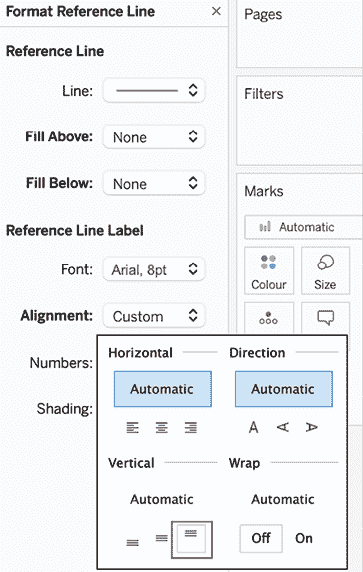 Format Reference Line ×
Reference Line
Line:
Fill Above: None
Fill Below: None
Reference Line Label
Font: Arial, 8pt
Alignment: Custom
Numbers:
Shading:
Horizontal Direction
Automatic Automatic
A A A
Vertical Wrap
Automatic Automatic
Off On
Pages
Filters
Marks
Automatic
Colour Size